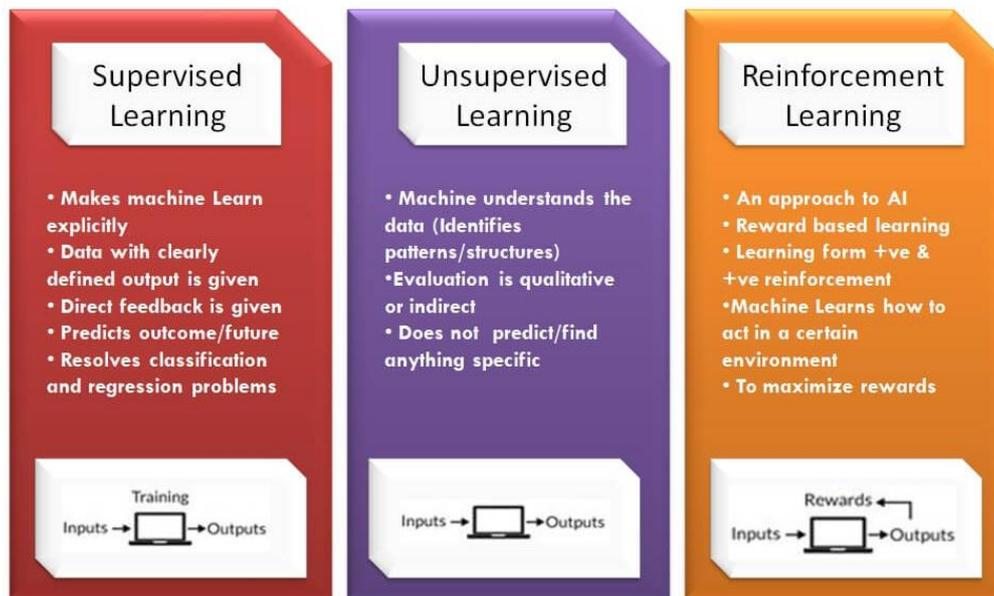 Supervised
Learning
• Makes machine Learn
explicitly
• Data with clearly
defined output is given
• Direct feedback is given
• Predicts outcome/future
• Resolves classification
and regression problems
Training
Inputs
Outputs
Unsupervised
Learning
• Machine understands the
data (Identifies
patterns/structures)
•Evaluation is qualitative
or indirect
• Does not predict/find
anything specific
Inputs
Outputs
Reinforcement
Learning
• An approach to AI
• Reward based learning
• Learning form +ve &
+ve reinforcement
•Machine Learns how to
act in a certain
environment
• To maximize rewards
Rewards
Inputs
Outputs